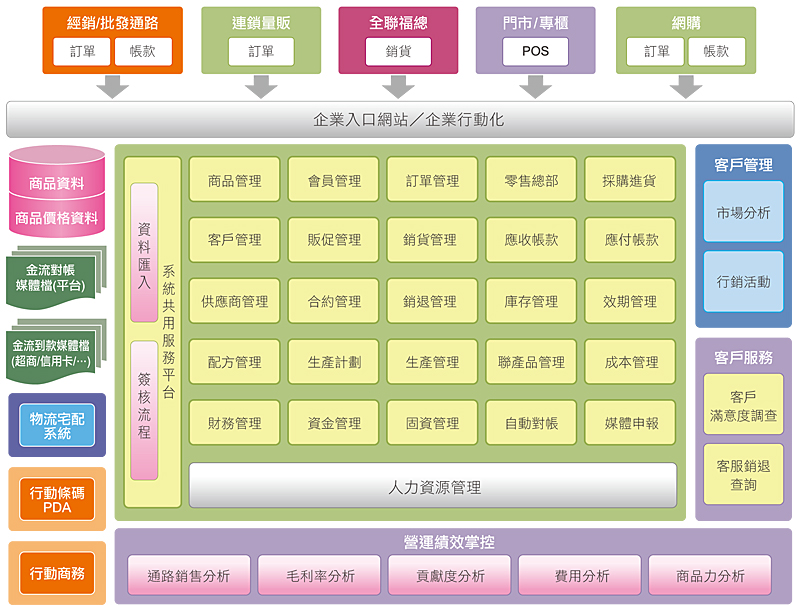 經銷/批發通路
訂單
帳款
連鎖量販
訂單
全聯福總
銷貨
門市/專櫃
POS
網購
訂單
帳款
企業入口網站／企業行動化
商品資料
商品價格資料
金流對帳
媒體檔(平台)
金流到款媒體檔
(超商/信用卡/…)
物流宅配
系統
行動條碼
PDA
行動商務
資料匯入
簽核流程
系統共用服務平台
商品管理
會員管理
訂單管理
零售總部
採購進貨
客戶管理
販促管理
銷貨管理
應收帳款
應付帳款
供應商管理
合約管理
銷退管理
庫存管理
效期管理
配方管理
生產計劃
生產管理
聯產品管理
成本管理
財務管理
資金管理
固資管理
自動對帳
媒體申報
人力資源管理
客戶管理
市場分析
行銷活動
客戶服務
客戶
滿意度調查
客服銷退
查詢
營運績效掌控
通路銷售分析
毛利率分析
貢獻度分析
費用分析
商品力分析